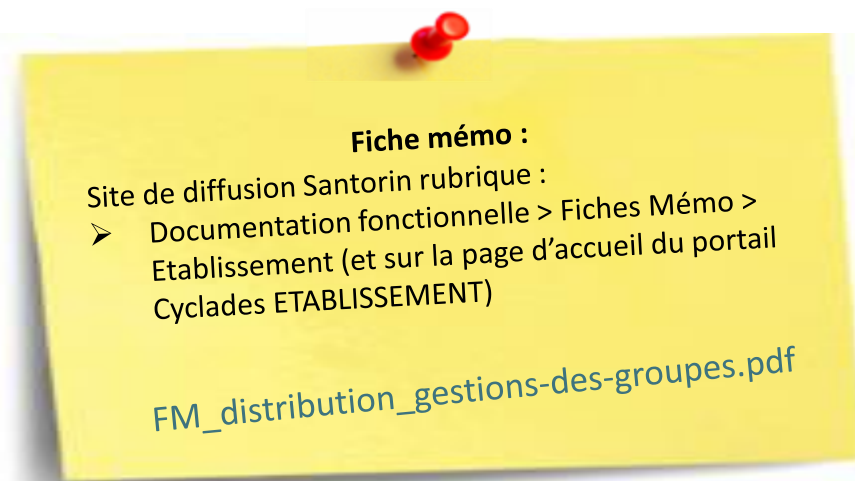 Fiche mémo :
Site de diffusion Santorin rubrique :
➢ Documentation fonctionnelle > Fiches Mémo >
Etablissement (et sur la page d’accueil du portail
Cyclades ETABLISSEMENT)
FM_distribution_gestions-des-groupes.pdf